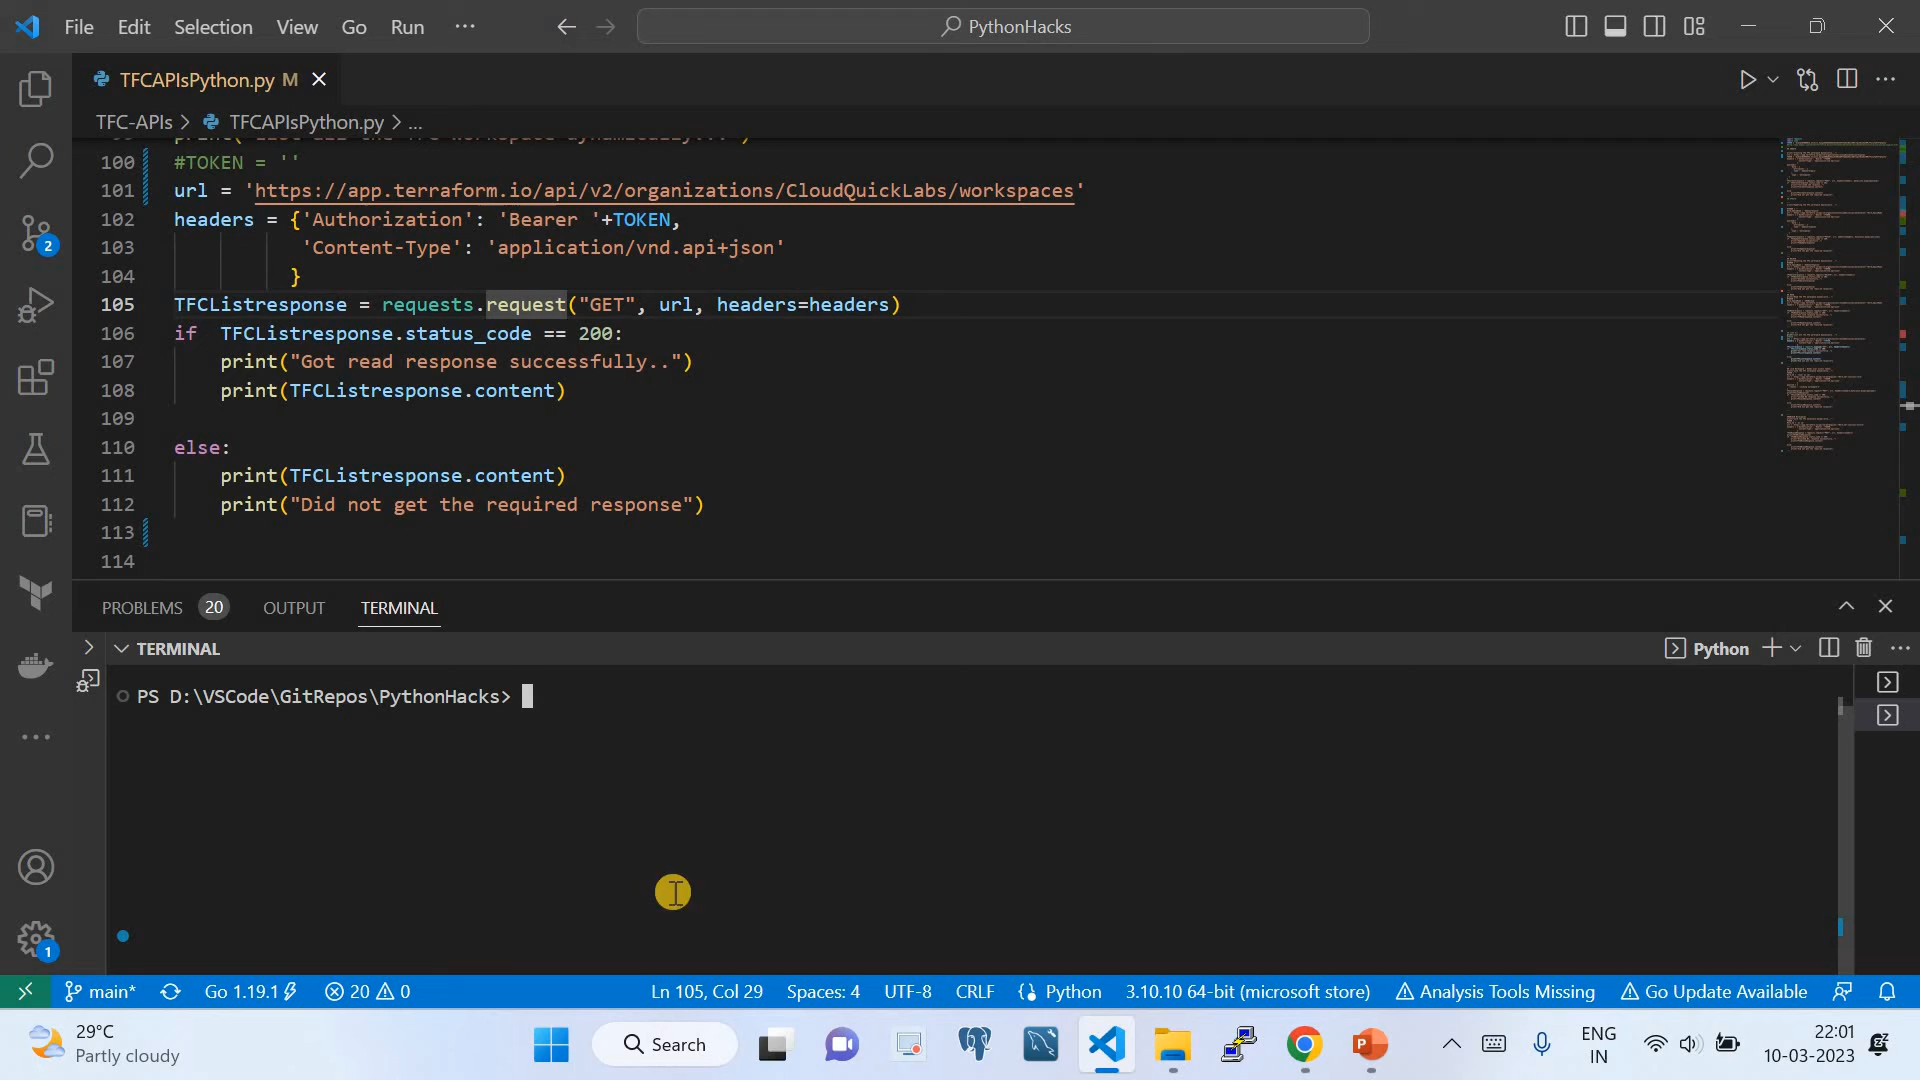 File Edit Selection View Go Run ...
PythonHacks
TFCAPIsPython.py M
TFC-APIs > TFCAPIsPython.py > ...
100 #TOKEN = ''
101 url = 'https://app.terraform.io/api/v2/organizations/CloudQuickLabs/workspaces'
102 headers = {'Authorization': 'Bearer '+TOKEN,
103 'Content-Type': 'application/vnd.api+json'
104 }
105 TFCListresponse = requests.request("GET", url, headers=headers)
106 if TFCListresponse.status_code == 200:
107 print("Got read response successfully..")
108 print(TFCListresponse.content)
109
110 else:
111 print(TFCListresponse.content)
112 print("Did not get the required response")
113
114
PROBLEMS 20 OUTPUT TERMINAL
TERMINAL
Python
PS D:\VSCode\GitRepos\PythonHacks>
2
1
main* Go 1.19.1 20 0 Ln 105, Col 29 Spaces: 4 UTF-8 CRLF Python 3.10.10 64-bit (microsoft store) Analysis Tools Missing Go Update Available
29°C
Partly cloudy
Search
ENG
IN
22:01
10-03-2023